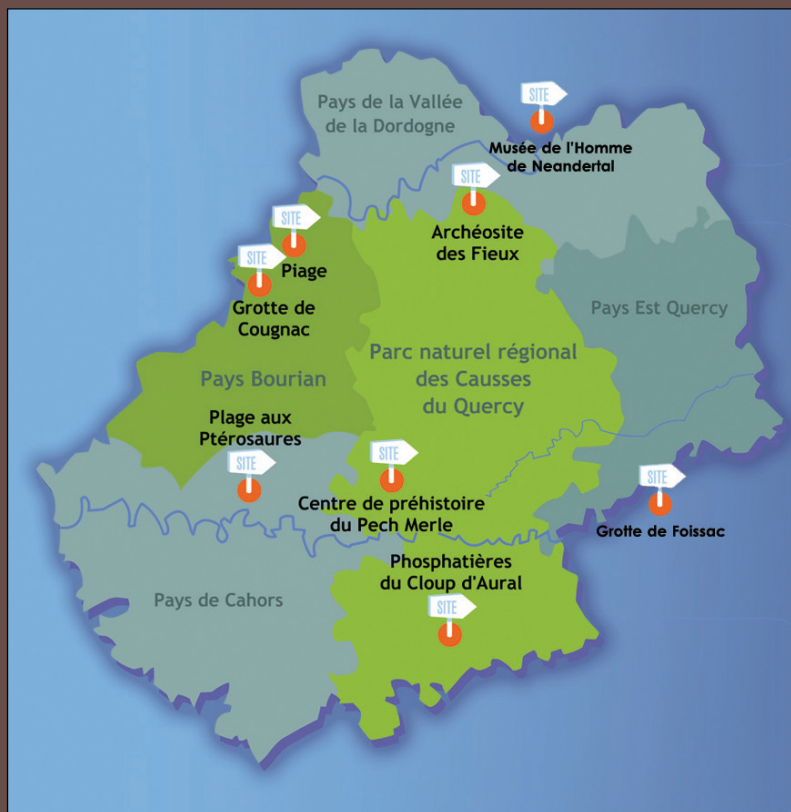 Pays de la Vallée
de la Dordogne
SITE
Musée de l'Homme
de Neandertal
SITE
Archéosite
des Fieux
SITE
Piage
SITE
Grotte de
Cougnac
Pays Est Quercy
Parc naturel régional
des Causses
du Quercy
Pays Bourian
Plage aux
Ptérosaures
SITE
SITE
Centre de préhistoire
du Pech Merle
SITE
Grotte de Foissac
Phosphatières
du Cloup d'Aural
SITE
Pays de Cahors